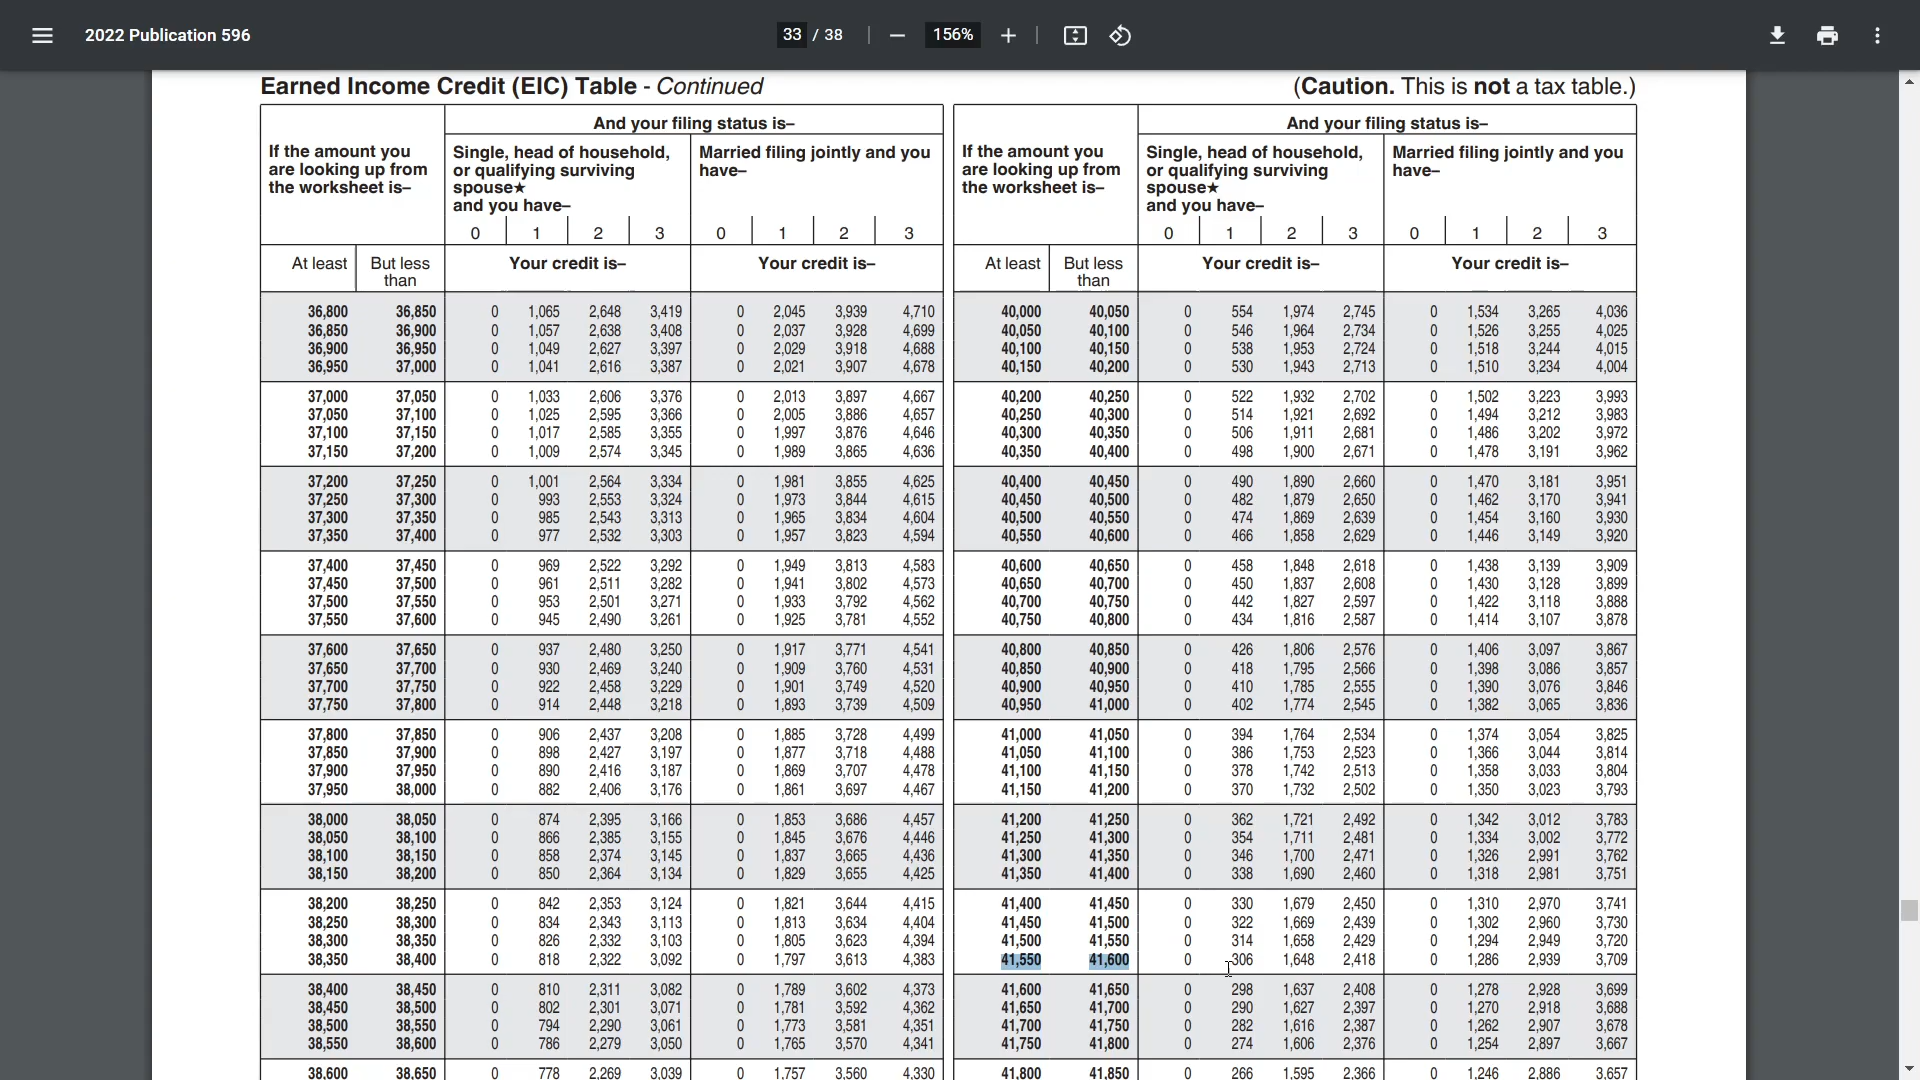 2022 Publication 596
33 / 38
156%
Earned Income Credit (EIC) Table - Continued
(Caution. This is not a tax table.)
If the amount you are looking up from the worksheet is–
And your filing status is–
Single, head of household, or qualifying surviving spouse★ and you have–
Married filing jointly and you have–
0 1 2 3 0 1 2 3
At least But less than Your credit is– Your credit is–
36,800 36,850 0 1,065 2,648 3,419 0 2,045 3,939 4,710
36,850 36,900 0 1,057 2,638 3,408 0 2,037 3,928 4,699
36,900 36,950 0 1,049 2,627 3,397 0 2,029 3,918 4,688
36,950 37,000 0 1,041 2,616 3,387 0 2,021 3,907 4,678
37,000 37,050 0 1,033 2,606 3,376 0 2,013 3,897 4,667
37,050 37,100 0 1,025 2,595 3,366 0 2,005 3,886 4,657
37,100 37,150 0 1,017 2,585 3,355 0 1,997 3,876 4,646
37,150 37,200 0 1,009 2,574 3,345 0 1,989 3,865 4,636
37,200 37,250 0 1,001 2,564 3,334 0 1,981 3,855 4,625
37,250 37,300 0 993 2,553 3,324 0 1,973 3,844 4,615
37,300 37,350 0 985 2,543 3,313 0 1,965 3,834 4,604
37,350 37,400 0 977 2,532 3,303 0 1,957 3,823 4,594
37,400 37,450 0 969 2,522 3,292 0 1,949 3,813 4,583
37,450 37,500 0 961 2,511 3,282 0 1,941 3,802 4,573
37,500 37,550 0 953 2,501 3,271 0 1,933 3,792 4,562
37,550 37,600 0 945 2,490 3,261 0 1,925 3,781 4,552
37,600 37,650 0 937 2,480 3,250 0 1,917 3,771 4,541
37,650 37,700 0 930 2,469 3,240 0 1,909 3,760 4,531
37,700 37,750 0 922 2,458 3,229 0 1,901 3,749 4,520
37,750 37,800 0 914 2,448 3,218 0 1,893 3,739 4,509
37,800 37,850 0 906 2,437 3,208 0 1,885 3,728 4,499
37,850 37,900 0 898 2,427 3,197 0 1,877 3,718 4,488
37,900 37,950 0 890 2,416 3,187 0 1,869 3,707 4,478
37,950 38,000 0 882 2,406 3,176 0 1,861 3,697 4,467
38,000 38,050 0 874 2,395 3,166 0 1,853 3,686 4,457
38,050 38,100 0 866 2,385 3,155 0 1,845 3,676 4,446
38,100 38,150 0 858 2,374 3,145 0 1,837 3,665 4,436
38,150 38,200 0 850 2,364 3,134 0 1,829 3,655 4,425
38,200 38,250 0 842 2,353 3,124 0 1,821 3,644 4,415
38,250 38,300 0 834 2,343 3,113 0 1,813 3,634 4,404
38,300 38,350 0 826 2,332 3,103 0 1,805 3,623 4,394
38,350 38,400 0 818 2,322 3,092 0 1,797 3,613 4,383
38,400 38,450 0 810 2,311 3,082 0 1,789 3,602 4,373
38,450 38,500 0 802 2,301 3,071 0 1,781 3,592 4,362
38,500 38,550 0 794 2,290 3,061 0 1,773 3,581 4,351
38,550 38,600 0 786 2,279 3,050 0 1,765 3,570 4,341
38,600 38,650 0 778 2,269 3,039 0 1,757 3,560 4,330
If the amount you are looking up from the worksheet is–
And your filing status is–
Single, head of household, or qualifying surviving spouse★ and you have–
Married filing jointly and you have–
0 1 2 3 0 1 2 3
At least But less than Your credit is– Your credit is–
40,000 40,050 0 554 1,974 2,745 0 1,534 3,265 4,036
40,050 40,100 0 546 1,964 2,734 0 1,526 3,255 4,025
40,100 40,150 0 538 1,953 2,724 0 1,518 3,244 4,015
40,150 40,200 0 530 1,943 2,713 0 1,510 3,234 4,004
40,200 40,250 0 522 1,932 2,702 0 1,502 3,223 3,993
40,250 40,300 0 514 1,921 2,692 0 1,494 3,212 3,983
40,300 40,350 0 506 1,911 2,681 0 1,486 3,202 3,972
40,350 40,400 0 498 1,900 2,671 0 1,478 3,191 3,962
40,400 40,450 0 490 1,890 2,660 0 1,470 3,181 3,951
40,450 40,500 0 482 1,879 2,650 0 1,462 3,170 3,941
40,500 40,550 0 474 1,869 2,639 0 1,454 3,160 3,930
40,550 40,600 0 466 1,858 2,629 0 1,446 3,149 3,920
40,600 40,650 0 458 1,848 2,618 0 1,438 3,139 3,909
40,650 40,700 0 450 1,837 2,608 0 1,430 3,128 3,899
40,700 40,750 0 442 1,827 2,597 0 1,422 3,118 3,888
40,750 40,800 0 434 1,816 2,587 0 1,414 3,107 3,878
40,800 40,850 0 426 1,806 2,576 0 1,406 3,097 3,867
40,850 40,900 0 418 1,795 2,566 0 1,398 3,086 3,857
40,900 40,950 0 410 1,785 2,555 0 1,390 3,076 3,846
40,950 41,000 0 402 1,774 2,545 0 1,382 3,065 3,836
41,000 41,050 0 394 1,764 2,534 0 1,374 3,054 3,825
41,050 41,100 0 386 1,753 2,523 0 1,366 3,044 3,814
41,100 41,150 0 378 1,742 2,513 0 1,358 3,033 3,804
41,150 41,200 0 370 1,732 2,502 0 1,350 3,023 3,793
41,200 41,250 0 362 1,721 2,492 0 1,342 3,012 3,783
41,250 41,300 0 354 1,711 2,481 0 1,334 3,002 3,772
41,300 41,350 0 346 1,700 2,471 0 1,326 2,991 3,762
41,350 41,400 0 338 1,690 2,460 0 1,318 2,981 3,751
41,400 41,450 0 330 1,679 2,450 0 1,310 2,970 3,741
41,450 41,500 0 322 1,669 2,439 0 1,302 2,960 3,730
41,500 41,550 0 314 1,658 2,429 0 1,294 2,949 3,720
41,550 41,600 0 306 1,648 2,418 0 1,286 2,939 3,709
41,600 41,650 0 298 1,637 2,408 0 1,278 2,928 3,699
41,650 41,700 0 290 1,627 2,397 0 1,270 2,918 3,688
41,700 41,750 0 282 1,616 2,387 0 1,262 2,907 3,678
41,750 41,800 0 274 1,606 2,376 0 1,254 2,897 3,667
41,800 41,850 0 266 1,595 2,366 0 1,246 2,886 3,657